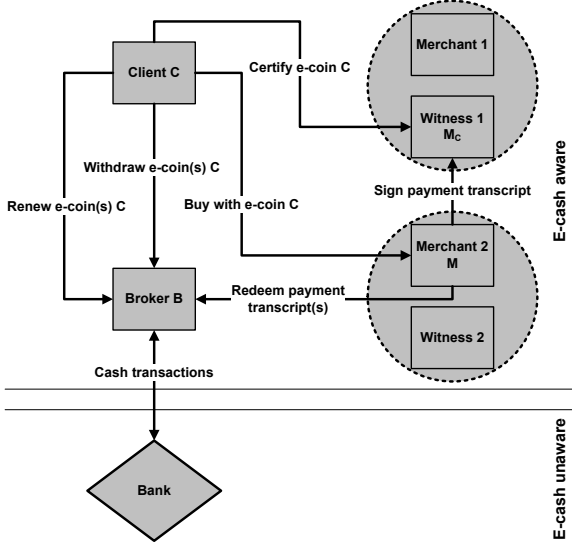 Merchant 1
Client C
Certify e-coin C
Witness 1
M_C
Withdraw e-coin(s) C
Sign payment transcript
Renew e-coin(s) C
Buy with e-coin C
E-cash aware
Merchant 2
M
Broker B
Redeem payment
transcript(s)
Witness 2
Cash transactions
Bank
E-cash unaware